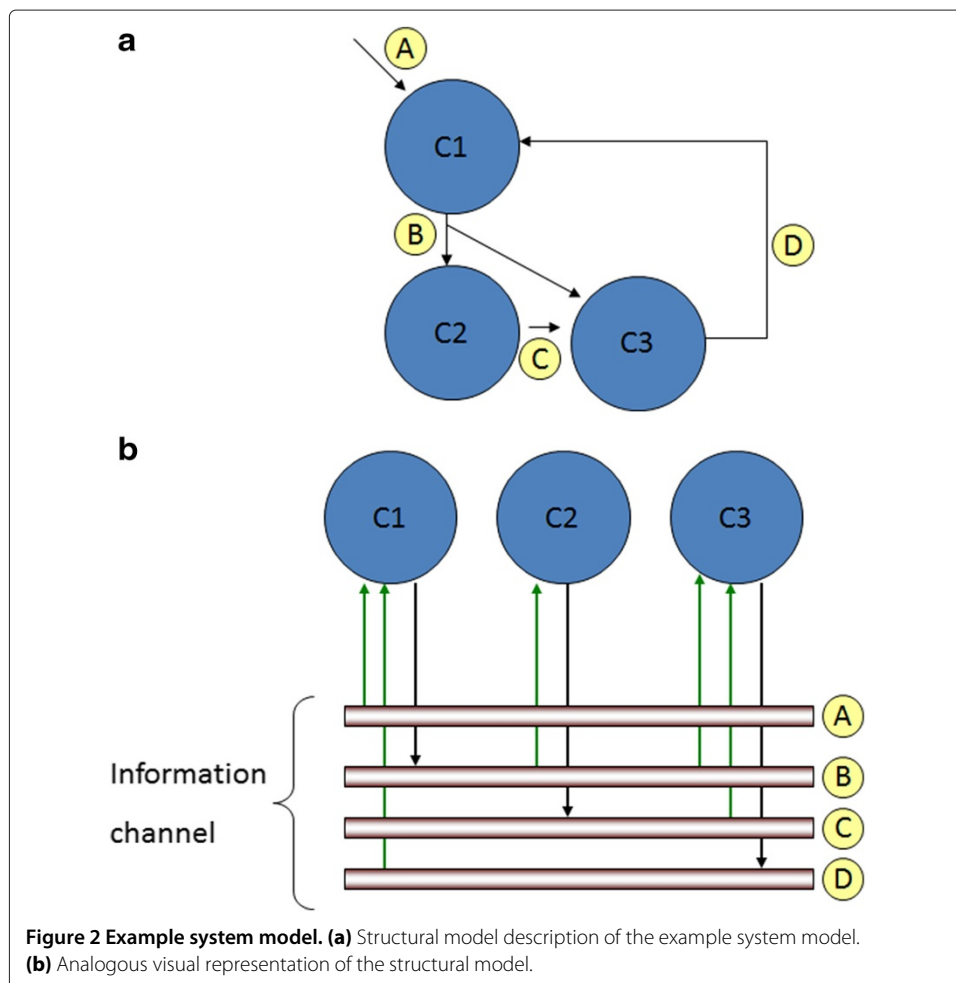 a
A
C1
B
D
C2
C3
C
b
C1
C2
C3
A
Information
B
channel
C
D
Figure 2 Example system model. (a) Structural model description of the example system model.
(b) Analogous visual representation of the structural model.